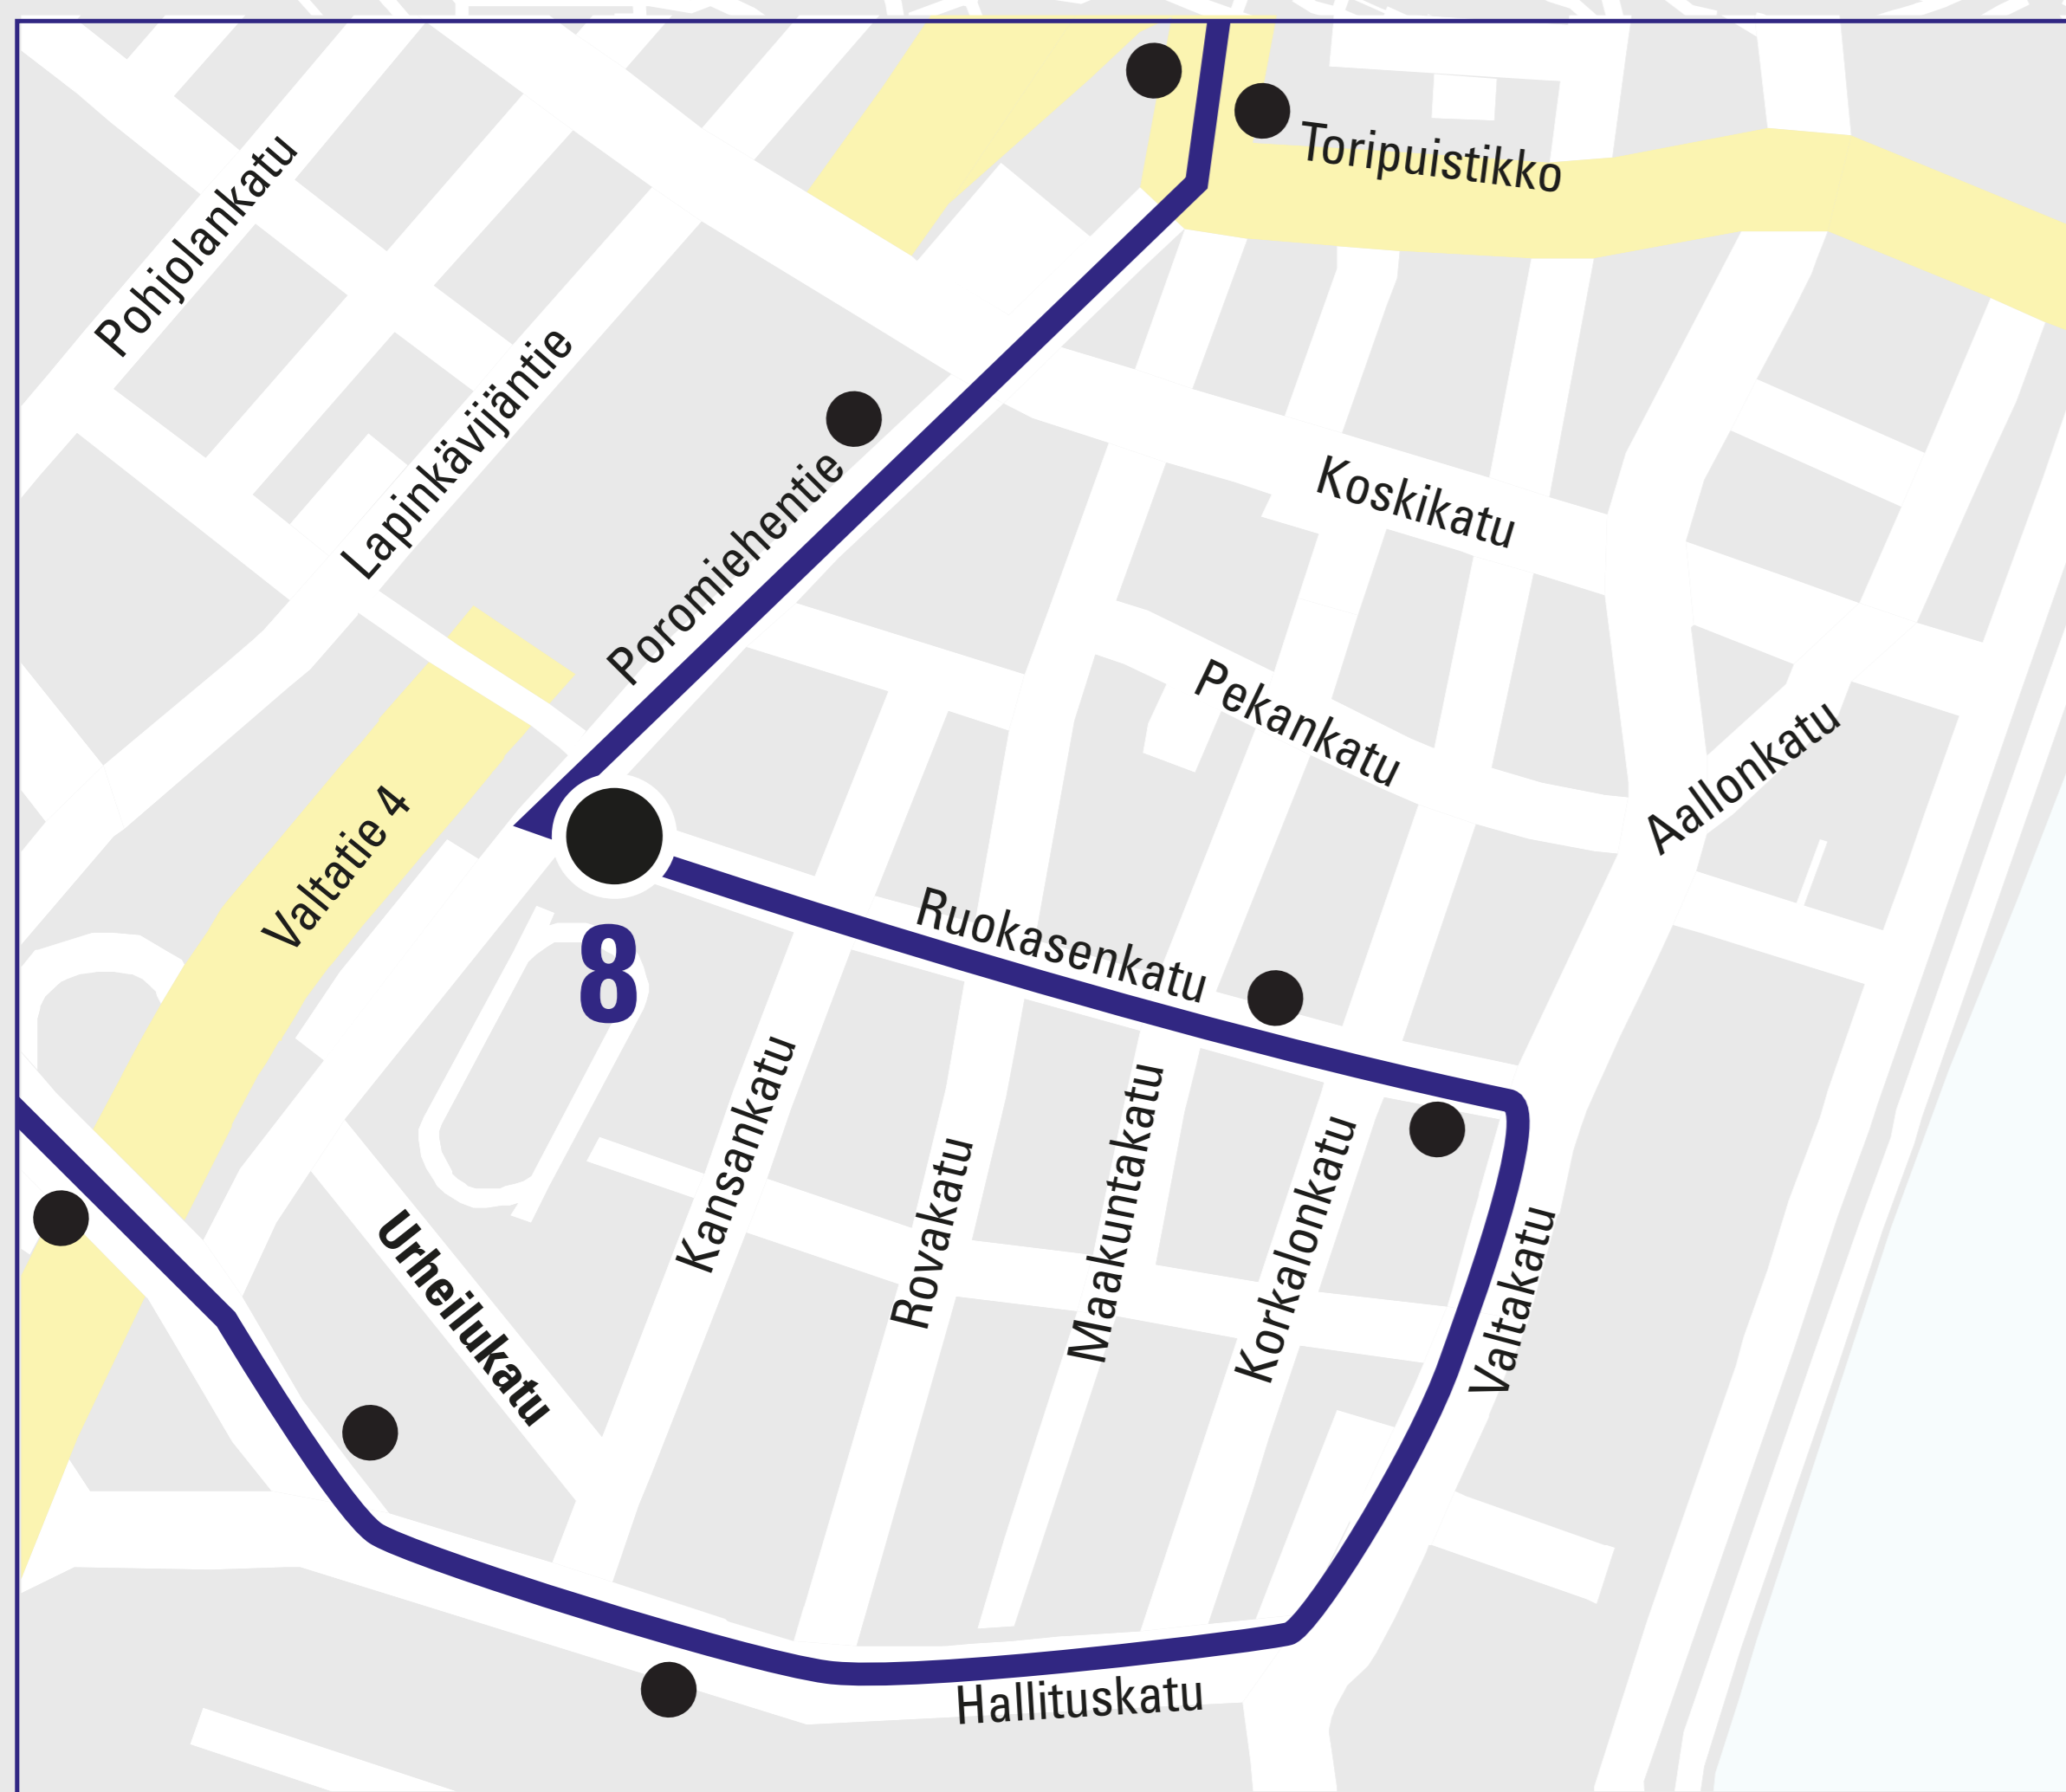 Toripuistikko
Pohjolankatu
Lapinkävijäntie
Poromiehentie
Koskikatu
Pekankatu
Aallonkatu
Valtatie 4
Ruokasenkatu
8
Kansankatu
Rovakatu
Maakuntakatu
Korkalonkatu
Valtakatu
Urheilukatu
Hallituskatu